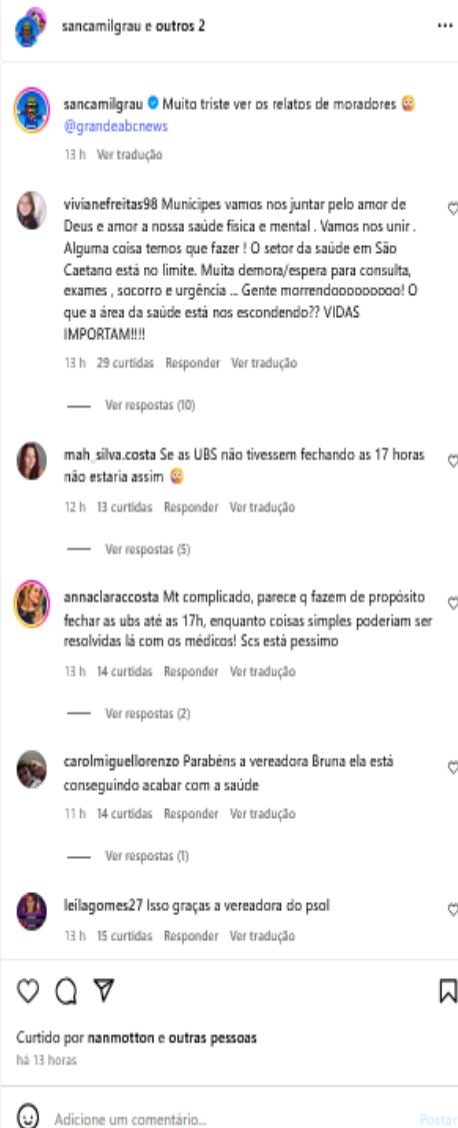 sancamilgrau e outros 2
sancamilgrau Muito triste ver os relatos de moradores
@grandeabcnews
13 h Ver tradução
vivianefreitas98 Munícipes vamos nos juntar pelo amor de
Deus e amor a nossa saúde física e mental . Vamos nos unir .
Alguma coisa temos que fazer ! O setor da saúde em São
Caetano está no limite. Muita demora/espera para consulta,
exames , socorro e urgência ... Gente morrendooooooooo! O
que a área da saúde está nos escondendo?? VIDAS
IMPORTAM!!!!
13 h 29 curtidas Responder Ver tradução
Ver respostas (10)
mah_silva.costa Se as UBS não tivessem fechando as 17 horas
não estaria assim
12 h 13 curtidas Responder Ver tradução
Ver respostas (5)
annaclaraccosta Mt complicado, parece q fazem de propósito
fechar as ubs até as 17h, enquanto coisas simples poderiam ser
resolvidas lá com os médicos! Scs está pessimo
13 h 14 curtidas Responder Ver tradução
Ver respostas (2)
carolmiguellorenzo Parabéns a vereadora Bruna ela está
conseguindo acabar com a saúde
11 h 14 curtidas Responder Ver tradução
Ver respostas (1)
leilagomes27 Isso graças a vereadora do psol
13 h 15 curtidas Responder Ver tradução
Curtido por nanmotton e outras pessoas
há 13 horas
Adicione um comentário...
Postar